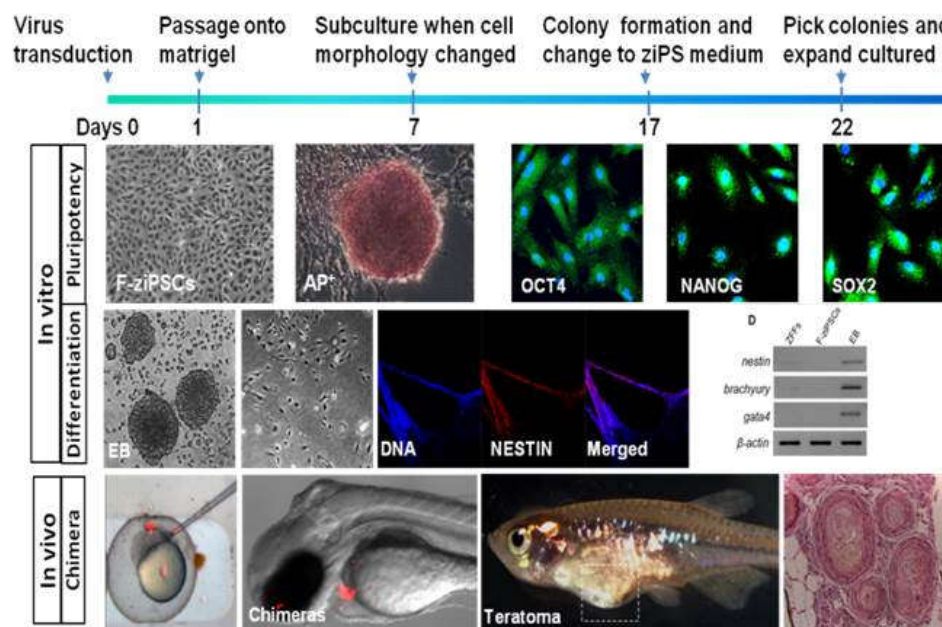 Virus
transduction
Passage onto
matrigel
Subculture when cell
morphology changed
Colony formation and
change to ziPS medium
Pick colonies and
expand cultured
Days 0
1
7
17
22
In vitro
Pluripotency
F-ziPSCs
AP+
OCT4
NANOG
SOX2
Differentiation
EB
DNA
NESTIN
Merged
D
ZFFs
F-ziPSCs
EB
nestin
brachyury
gata4
β-actin
In vivo
Chimera
Chimeras
Teratoma